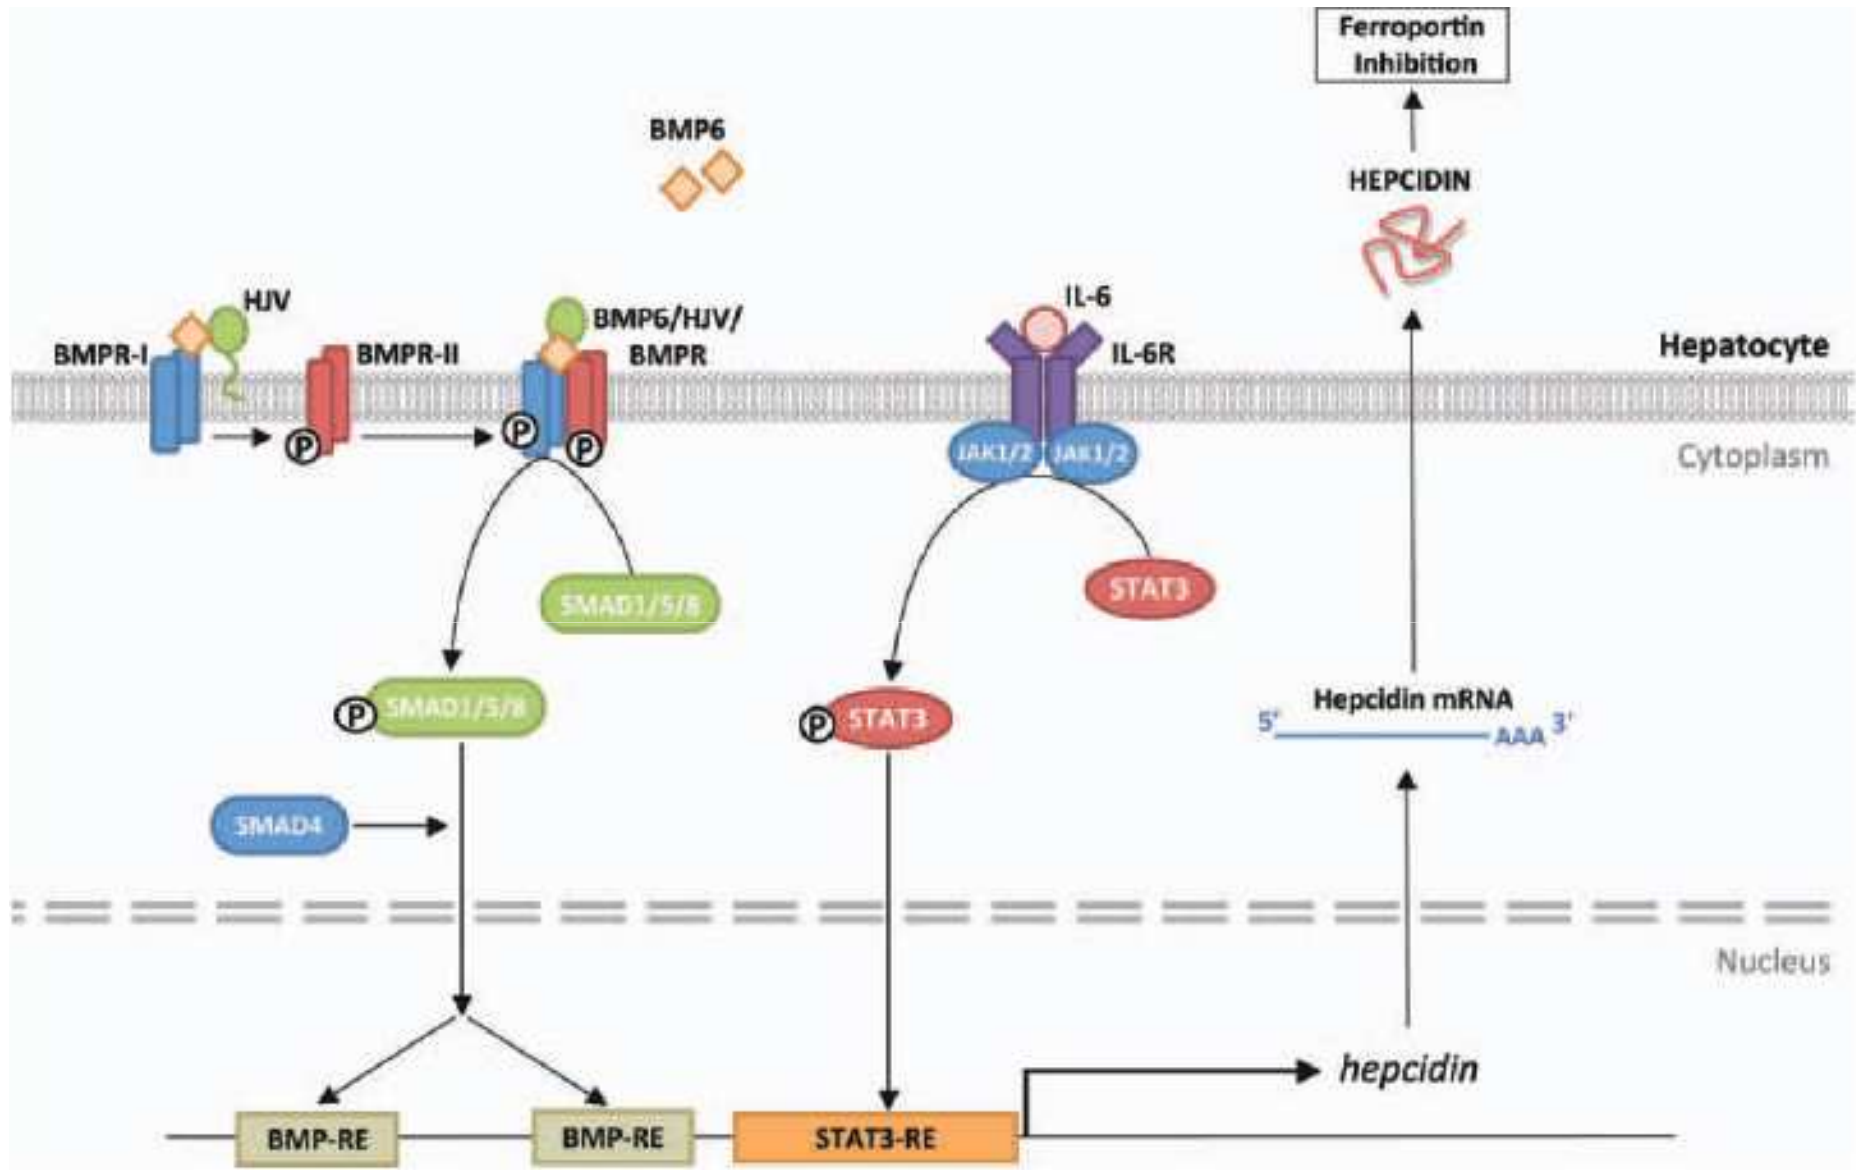 Ferroportin
Inhibition
BMP6
HEPCIDIN
HJV
BMPR-I
BMPR-II
BMP6/HJV/
BMPR
IL-6
IL-6R
Hepatocyte
P
P
P
JAK1/2
JAK1/2
Cytoplasm
SMAD1/5/8
STAT3
P
SMAD1/5/8
P
STAT3
Hepcidin mRNA
5'
AAA
3'
SMAD4
Nucleus
hepcidin
BMP-RE
BMP-RE
STAT3-RE